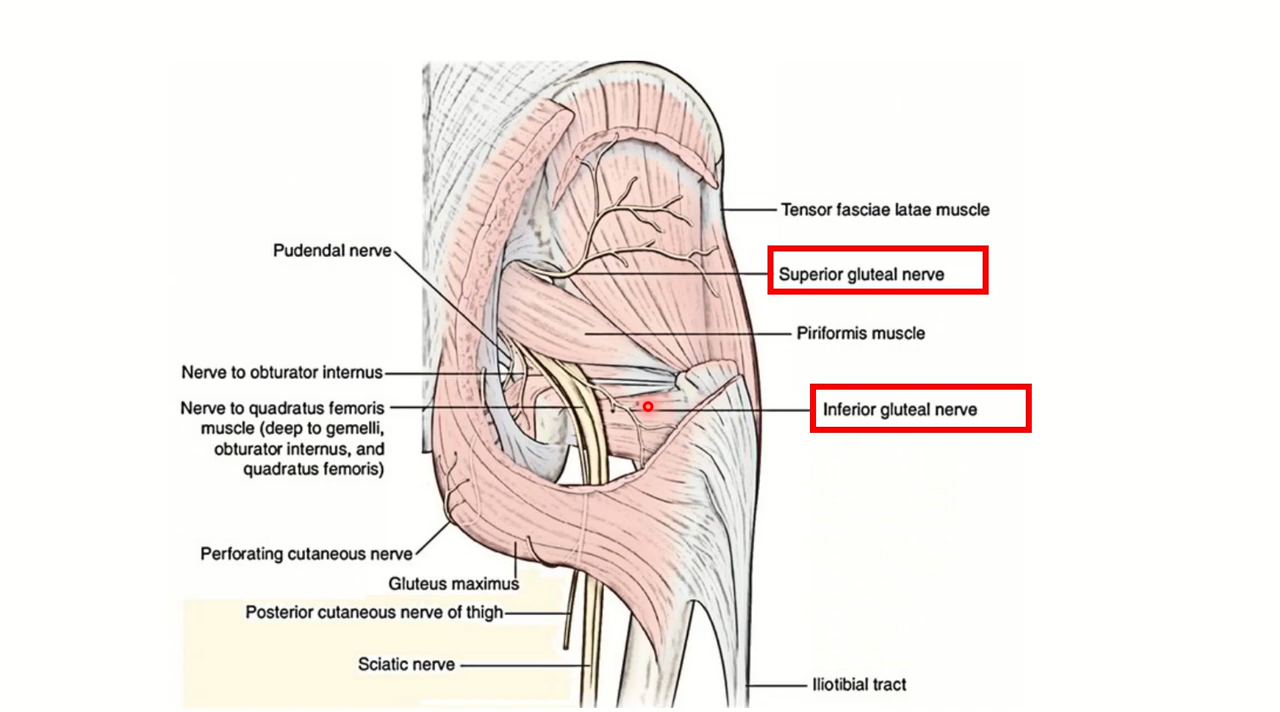 Tensor fasciae latae muscle
Pudendal nerve
Superior gluteal nerve
Piriformis muscle
Nerve to obturator internus
Nerve to quadratus femoris
muscle (deep to gemelli,
obturator internus, and
quadratus femoris)
Inferior gluteal nerve
Perforating cutaneous nerve
Gluteus maximus
Posterior cutaneous nerve of thigh
Sciatic nerve
Iliotibial tract